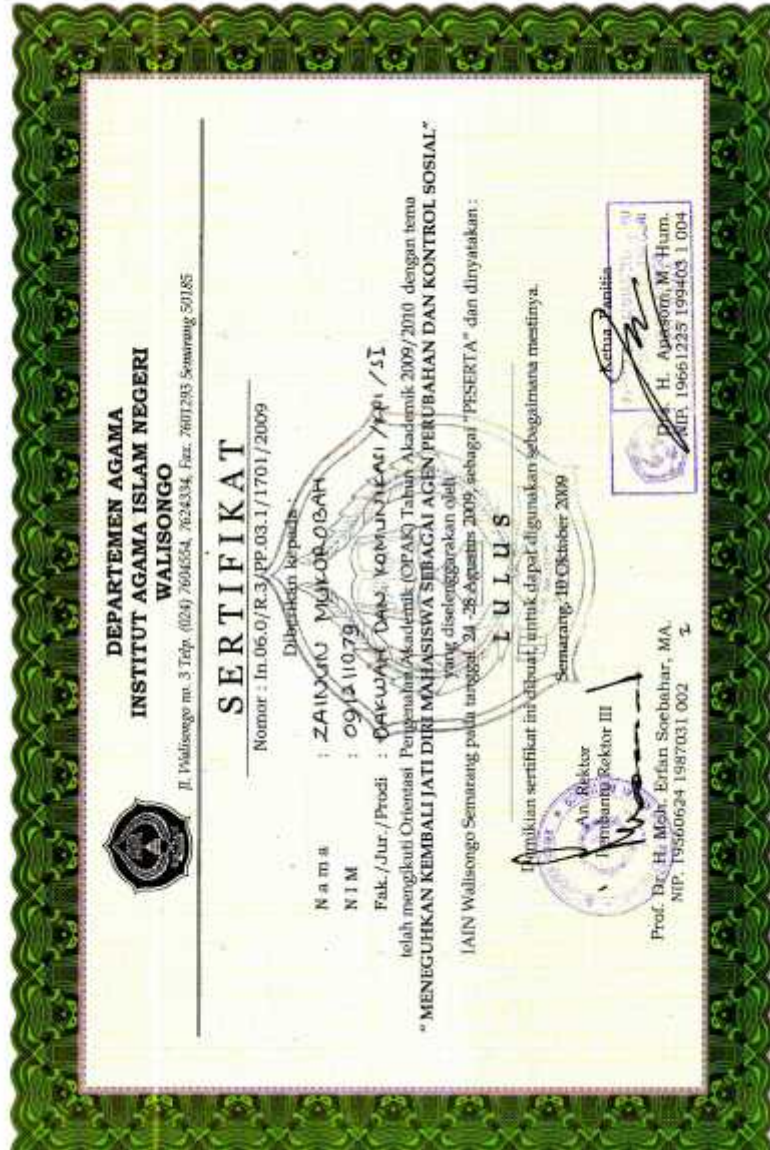 DEPARTEMEN AGAMA
INSTITUT AGAMA ISLAM NEGERI
WALISONGO
Jl. Walisongo no. 3 Telp. (024) 7604554, 7624334, Fax. 7601293 Semarang 50185
SERTIFIKAT
Nomor : In.06.0/R.3/PP.03.1/1701/2009
Diberikan kepada :
N a m a : ZAINUN MUKOROBAH
N I M : 091211079
Fak./Jur./Prodi : DAKWAH DAN KOMUNIKASI /KPI /SI
telah mengikuti Orientasi Pengenalan Akademik (OPAK) Tahun Akademik 2009/2010 dengan tema
" MENEGUHKAN KEMBALI JATI DIRI MAHASISWA SEBAGAI AGEN PERUBAHAN DAN KONTROL SOSIAL"
yang diselenggarakan oleh
IAIN Walisongo Semarang pada tanggal 24 -28 Agustus 2009, sebagai "PESERTA" dan dinyatakan :
L U L U S
Demikian sertifikat ini dibuat, untuk dapat digunakan sebagaimana mestinya.
Semarang, 10 Oktober 2009
An. Rektor
Pembantu Rektor III
Prof. Dr. H. Moh. Erfan Soebahar, MA.
NIP. 19560624 1987031 002
Ketua Panitia
Drs. H. Anasom, M. Hum.
NIP. 19661225 199403 1 004